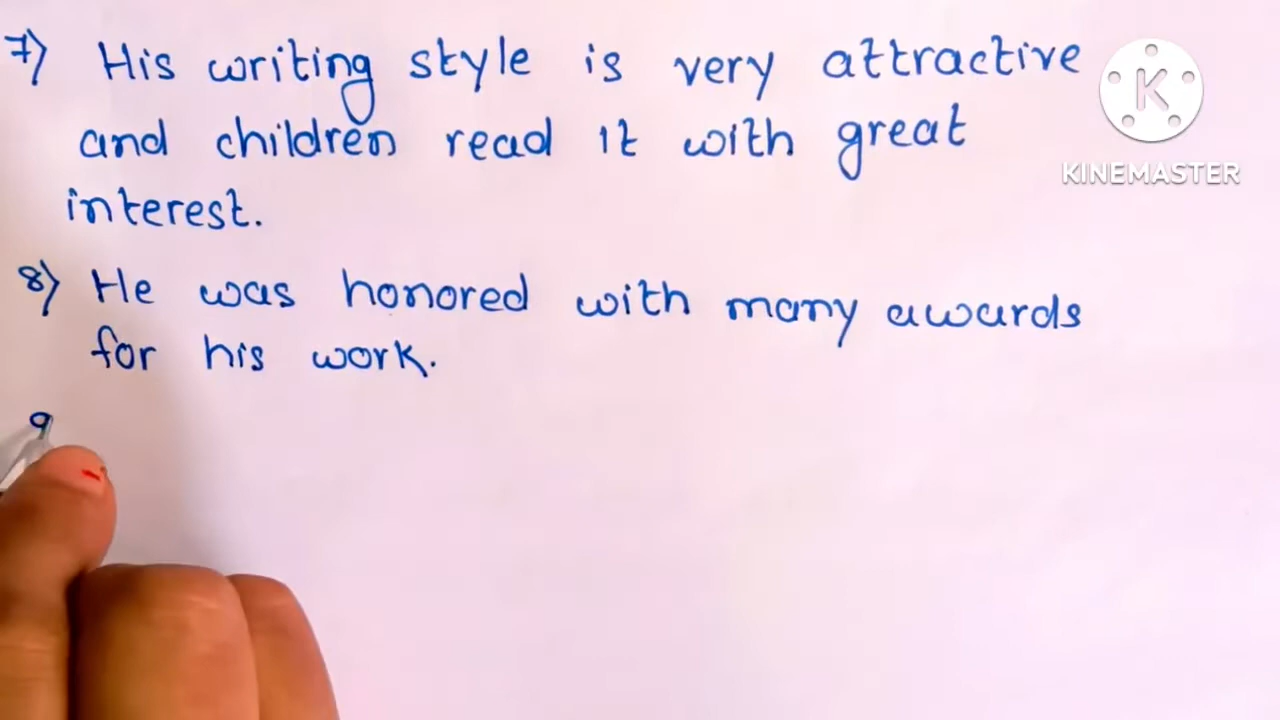 7) His writing style is very attractive
and children read it with great
interest.
8) He was honored with many awards
for his work.
9
K
KINEMASTER